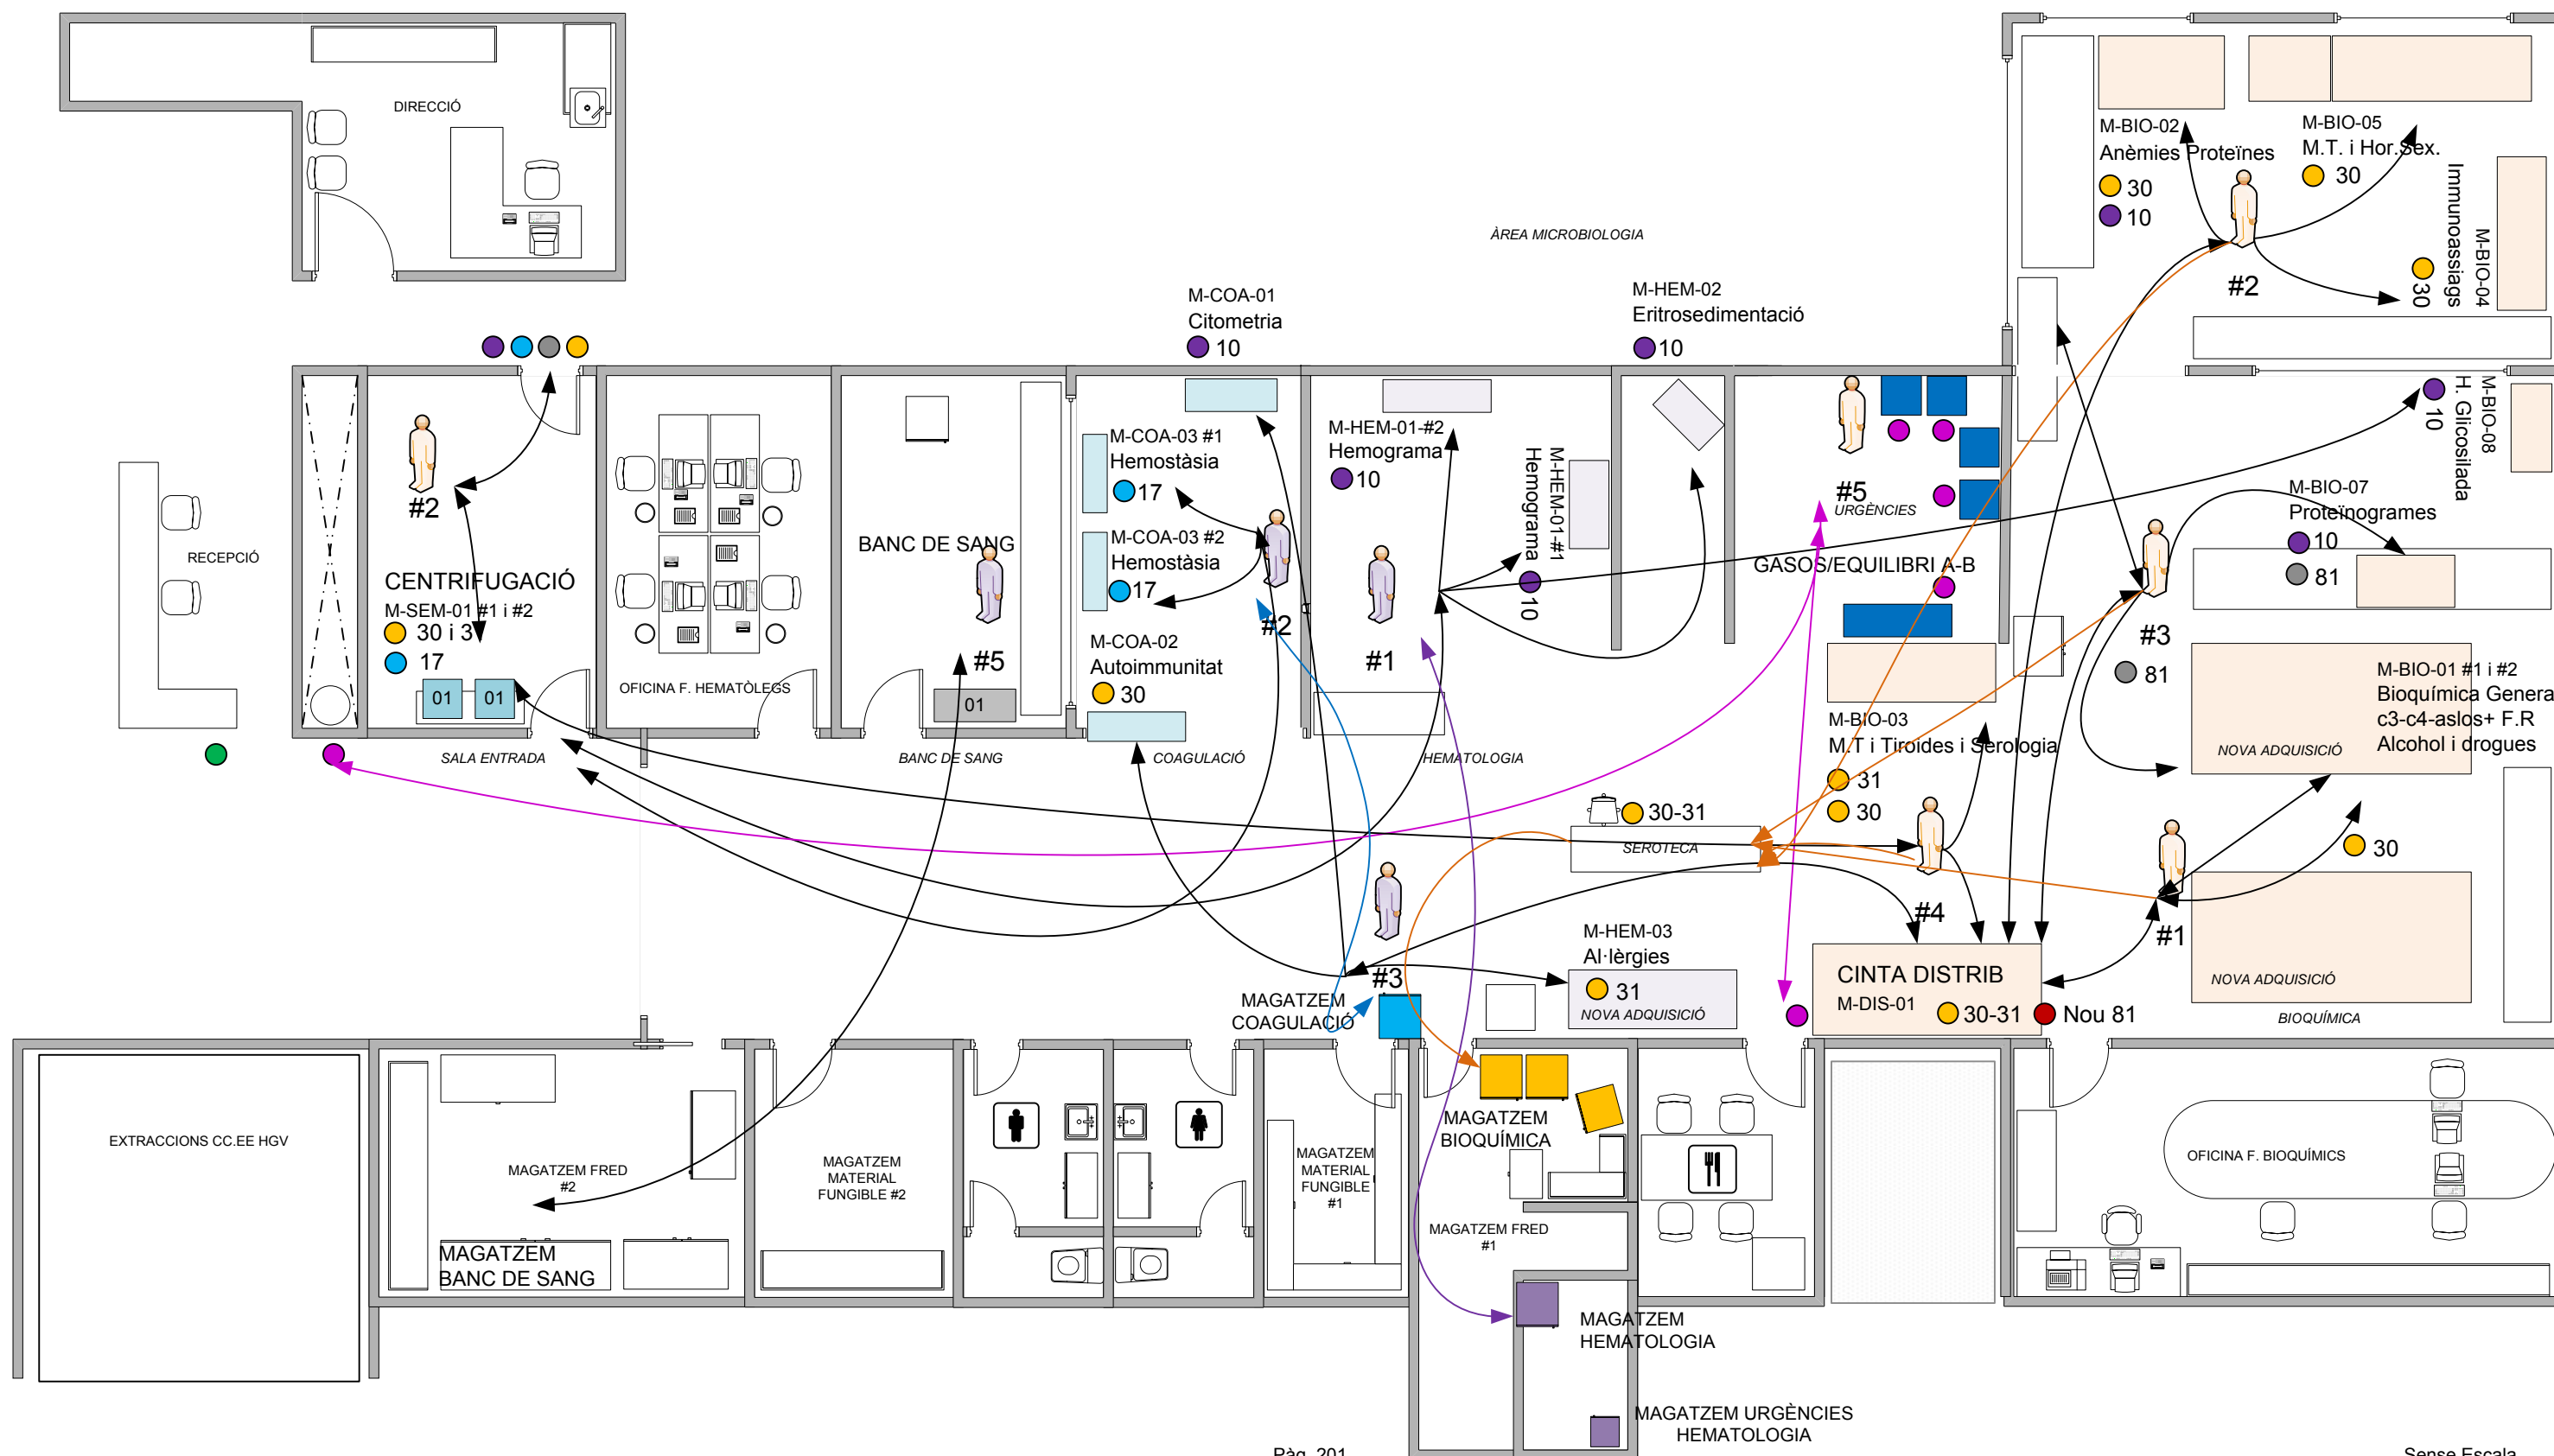 DIRECCIÓ
M-BIO-02
Anèmies Proteïnes
30
10
M-BIO-05
M.T. i Hor.Sex.
30
M-BIO-04
Immunoassiags
30
#2
ÀREA MICROBIOLOGIA
M-COA-01
Citometria
10
M-HEM-02
Eritrosedimentació
10
M-BIO-08
H. Glicosilada
10
M-COA-03 #1
Hemostàsia
17
M-HEM-01-#2
Hemograma
10
M-HEM-01-#1
Hemograma
10
#5
URGÈNCIES
M-BIO-07
Proteïnogrames
10
81
#2
RECEPCIÓ
CENTRIFUGACIÓ
M-SEM-01 #1 i #2
30 i 3
17
01
01
BANC DE SANG
#5
01
M-COA-03 #2
Hemostàsia
17
#2
#1
GASOS/EQUILIBRI A-B
#3
81
M-COA-02
Autoimmunitat
30
OFICINA F. HEMATÒLEGS
M-BIO-01 #1 i #2
Bioquímica Genera
c3-c4-aslos+ F.R
Alcohol i drogues
NOVA ADQUISICIÓ
M-BIO-03
M.T i Tiroides i Serologia
31
30
SALA ENTRADA
BANC DE SANG
COAGULACIÓ
HEMATOLOGIA
30-31
SEROTECA
30
#4
#1
M-HEM-03
Al·lèrgies
31
NOVA ADQUISICIÓ
#3
CINTA DISTRIB
M-DIS-01
30-31
Nou 81
NOVA ADQUISICIÓ
BIOQUÍMICA
MAGATZEM
COAGULACIÓ
EXTRACCIONS CC.EE HGV
MAGATZEM FRED
#2
MAGATZEM
MATERIAL
FUNGIBLE #2
MAGATZEM
MATERIAL
FUNGIBLE
#1
MAGATZEM
BIOQUÍMICA
OFICINA F. BIOQUÍMICS
MAGATZEM FRED
#1
MAGATZEM
BANC DE SANG
MAGATZEM
HEMATOLOGIA
MAGATZEM URGÈNCIES
HEMATOLOGIA
Pàg. 201
Sense Escala